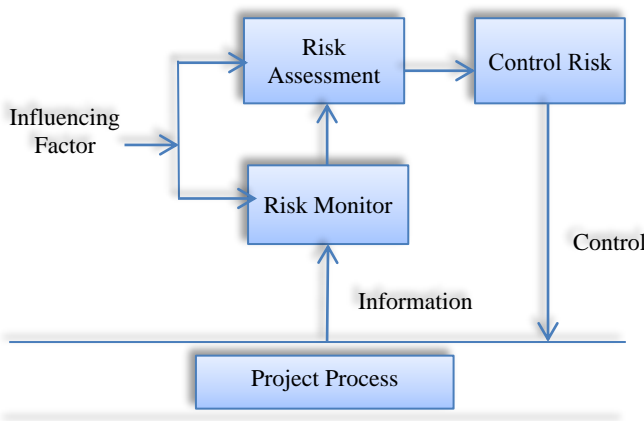 Risk
Assessment
Control Risk
Influencing
Factor
Risk Monitor
Control
Information
Project Process